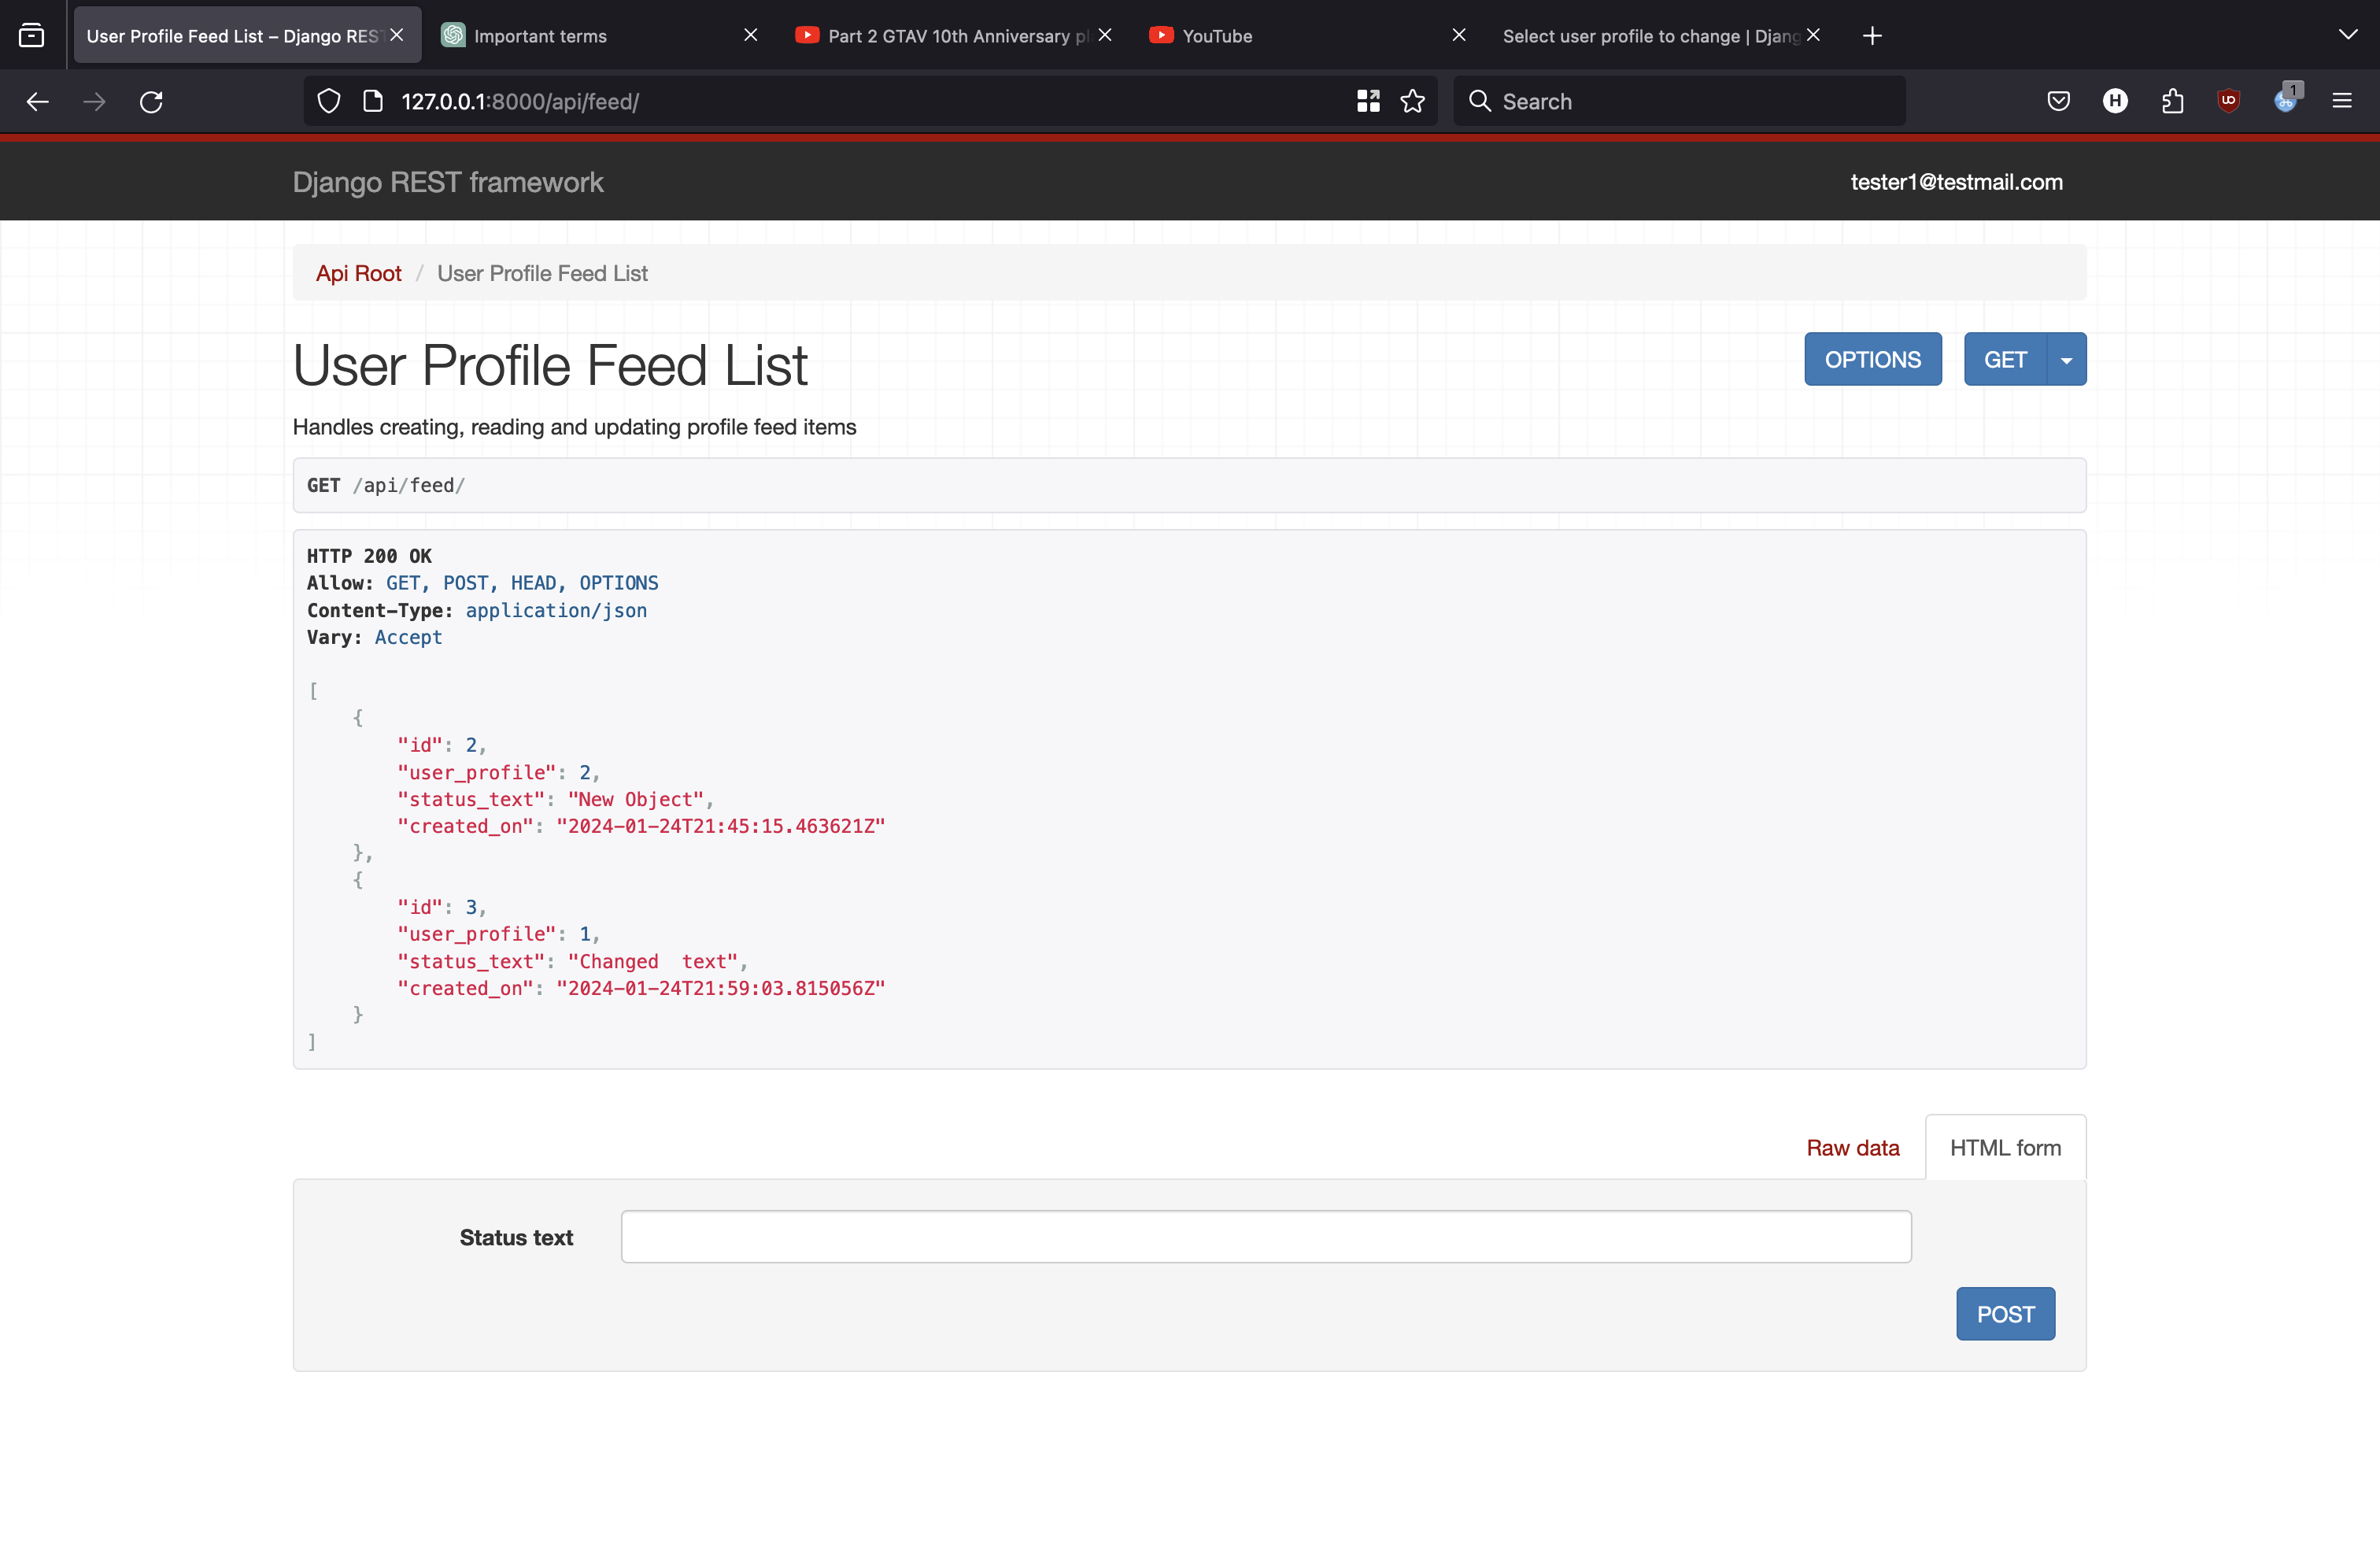 User Profile Feed List – Django RES
Important terms
Part 2 GTAV 10th Anniversary pl
YouTube
Select user profile to change | Djang
127.0.0.1:8000/api/feed/
Search
H
UD
1
Django REST framework
tester1@testmail.com
Api Root / User Profile Feed List
User Profile Feed List
OPTIONS
GET
Handles creating, reading and updating profile feed items
GET /api/feed/
HTTP 200 OK
Allow: GET, POST, HEAD, OPTIONS
Content-Type: application/json
Vary: Accept
[
    {
        "id": 2,
        "user_profile": 2,
        "status_text": "New Object",
        "created_on": "2024-01-24T21:45:15.463621Z"
    },
    {
        "id": 3,
        "user_profile": 1,
        "status_text": "Changed  text",
        "created_on": "2024-01-24T21:59:03.815056Z"
    }
]
Raw data
HTML form
Status text
POST